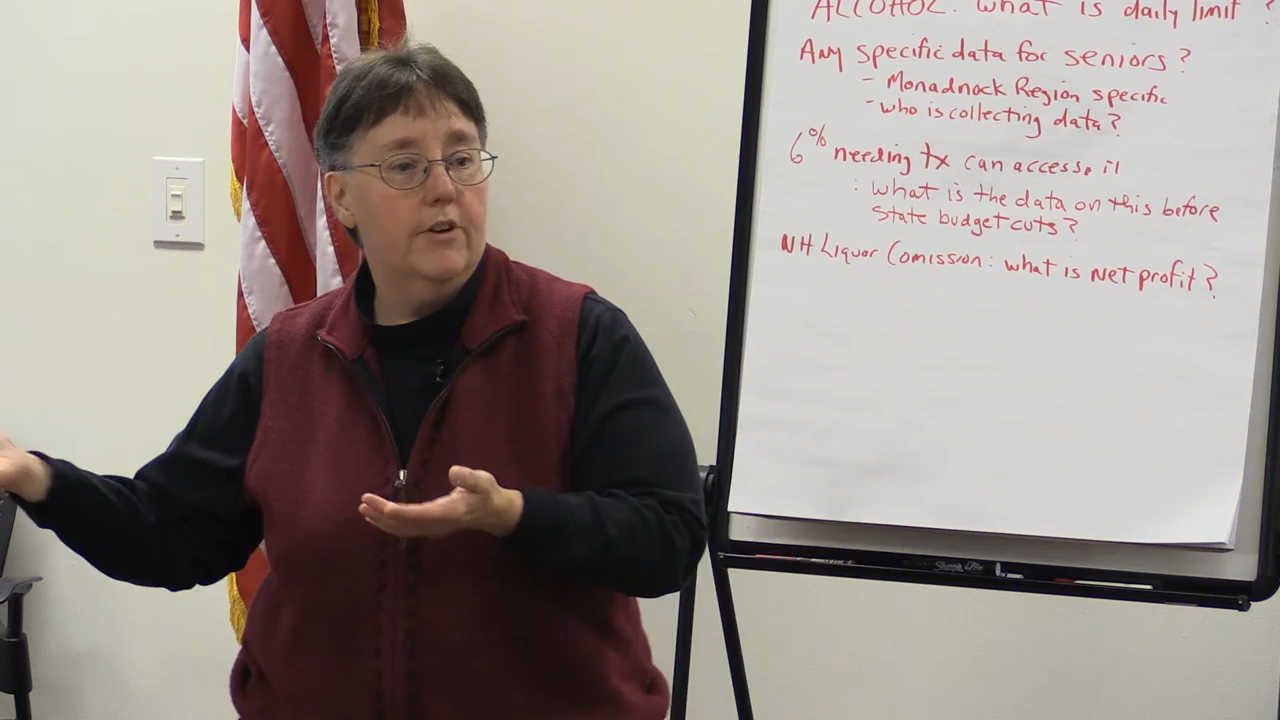 ALCOHOL. what is daily limit ?
Any specific data for seniors?
- Monadnock Region specific
- who is collecting data?
6% needing tx can access it
: what is the data on this before
State budget cuts?
NH Liquor Comission: what is Net profit?